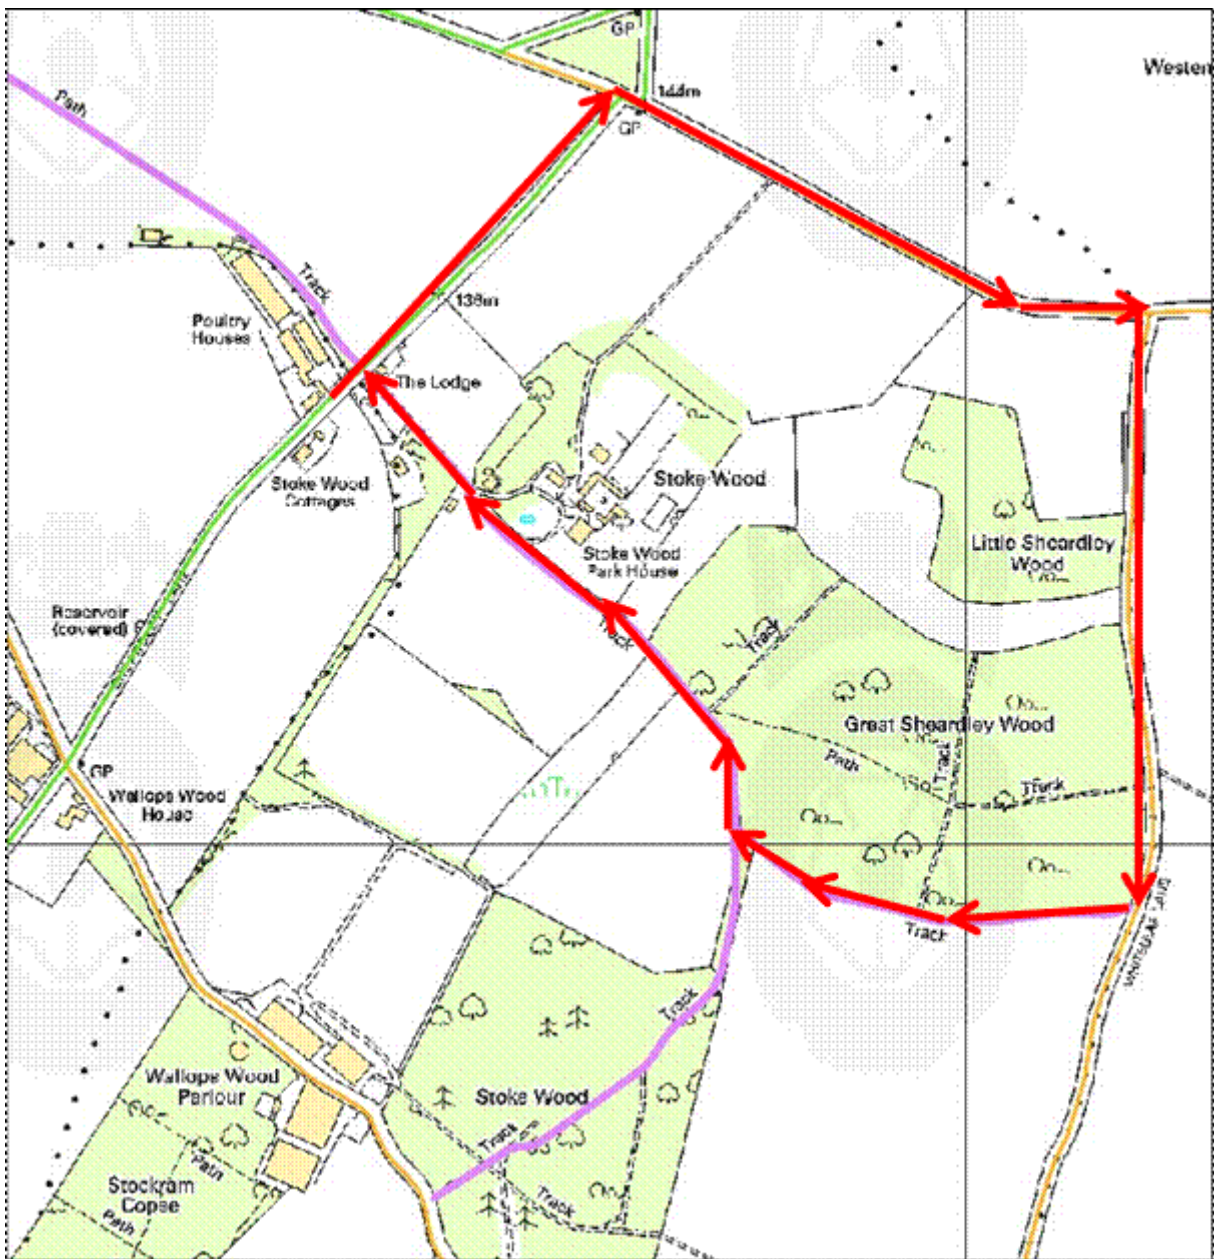 GP
144m
Westen
GP
Path
Track
136m
Poultry
Houses
The Lodge
Stoke Wood
Cottages
Stoke Wood
Little Sheardley
Wood
Stoke Wood
Park House
Reservoir
(covered)
Track
Track
Great Sheardley Wood
Path
Track
Track
GP
Wallops Wood
House
Track
Track
Wallops Wood
Parlour
Stoke Wood
Track
Path
Track
Stockram
Copse
Path